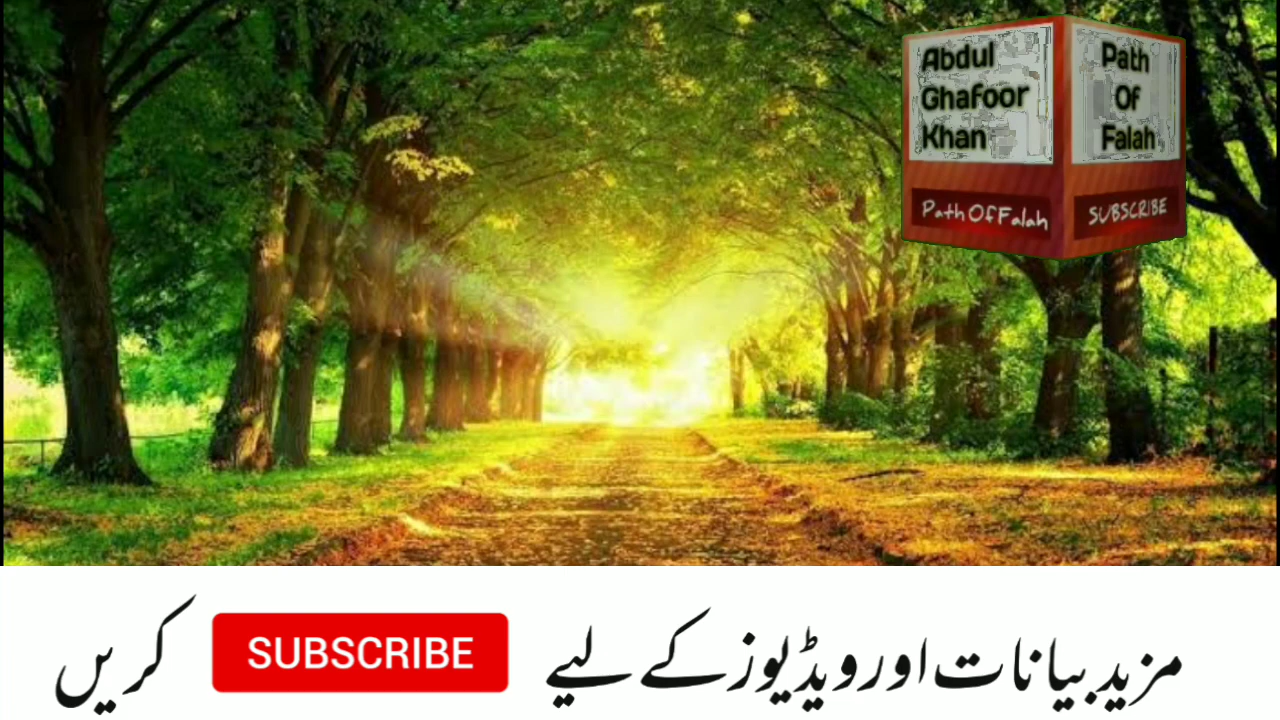 Abdul
Ghafoor
Khan
PathOfFalah
Path
Of
Falah
SUBSCRIBE
مزید بیانات اور ویڈیوز کے لیے SUBSCRIBE کریں